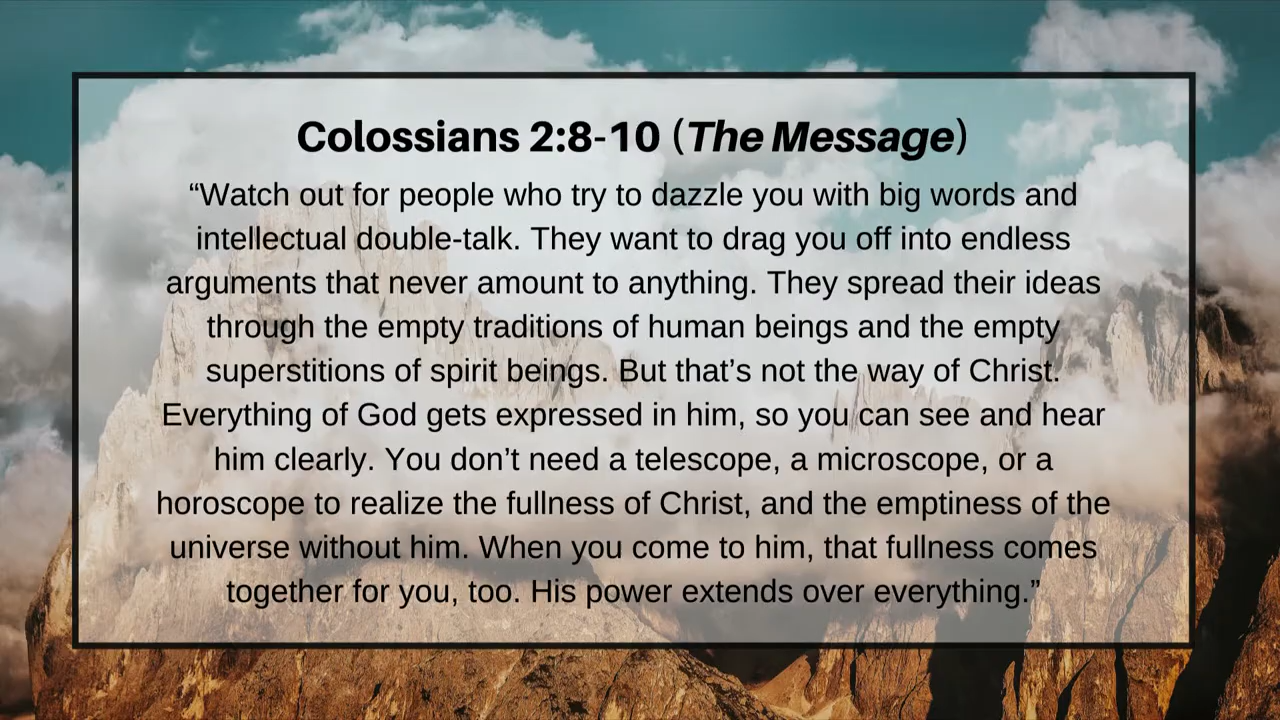 Colossians 2:8-10 (The Message)
“Watch out for people who try to dazzle you with big words and
intellectual double-talk. They want to drag you off into endless
arguments that never amount to anything. They spread their ideas
through the empty traditions of human beings and the empty
superstitions of spirit beings. But that’s not the way of Christ.
Everything of God gets expressed in him, so you can see and hear
him clearly. You don’t need a telescope, a microscope, or a
horoscope to realize the fullness of Christ, and the emptiness of the
universe without him. When you come to him, that fullness comes
together for you, too. His power extends over everything.”